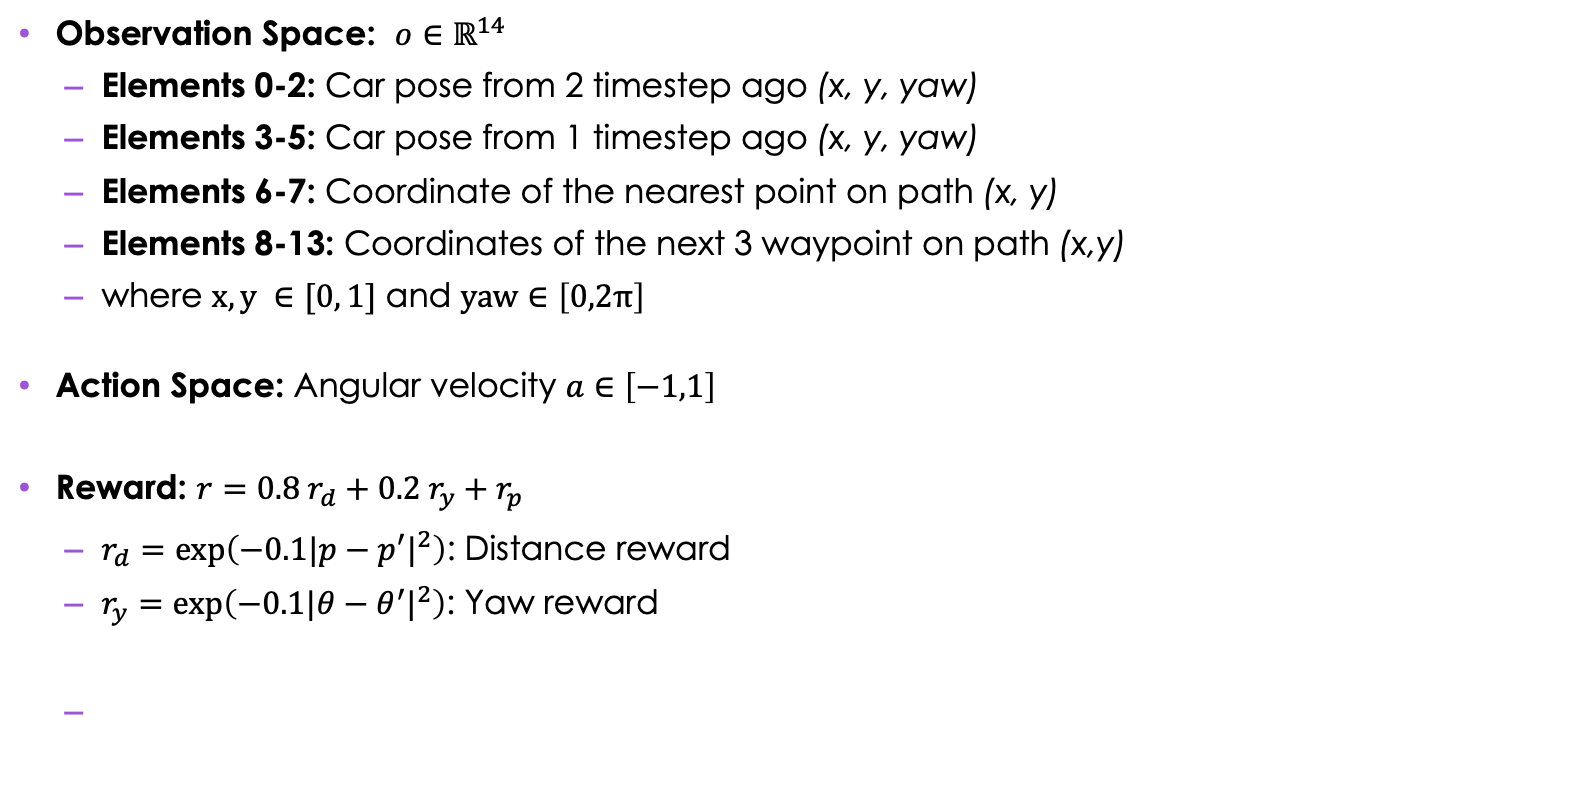 • Observation Space: o ∈ ℝ¹⁴
– Elements 0-2: Car pose from 2 timestep ago (x, y, yaw)
– Elements 3-5: Car pose from 1 timestep ago (x, y, yaw)
– Elements 6-7: Coordinate of the nearest point on path (x, y)
– Elements 8-13: Coordinates of the next 3 waypoint on path (x,y)
– where x, y ∈ [0, 1] and yaw ∈ [0,2π]
• Action Space: Angular velocity a ∈ [−1,1]
• Reward: r = 0.8 r_d + 0.2 r_y + r_p
– r_d = exp(−0.1|p − p′|²): Distance reward
– r_y = exp(−0.1|θ − θ′|²): Yaw reward
–